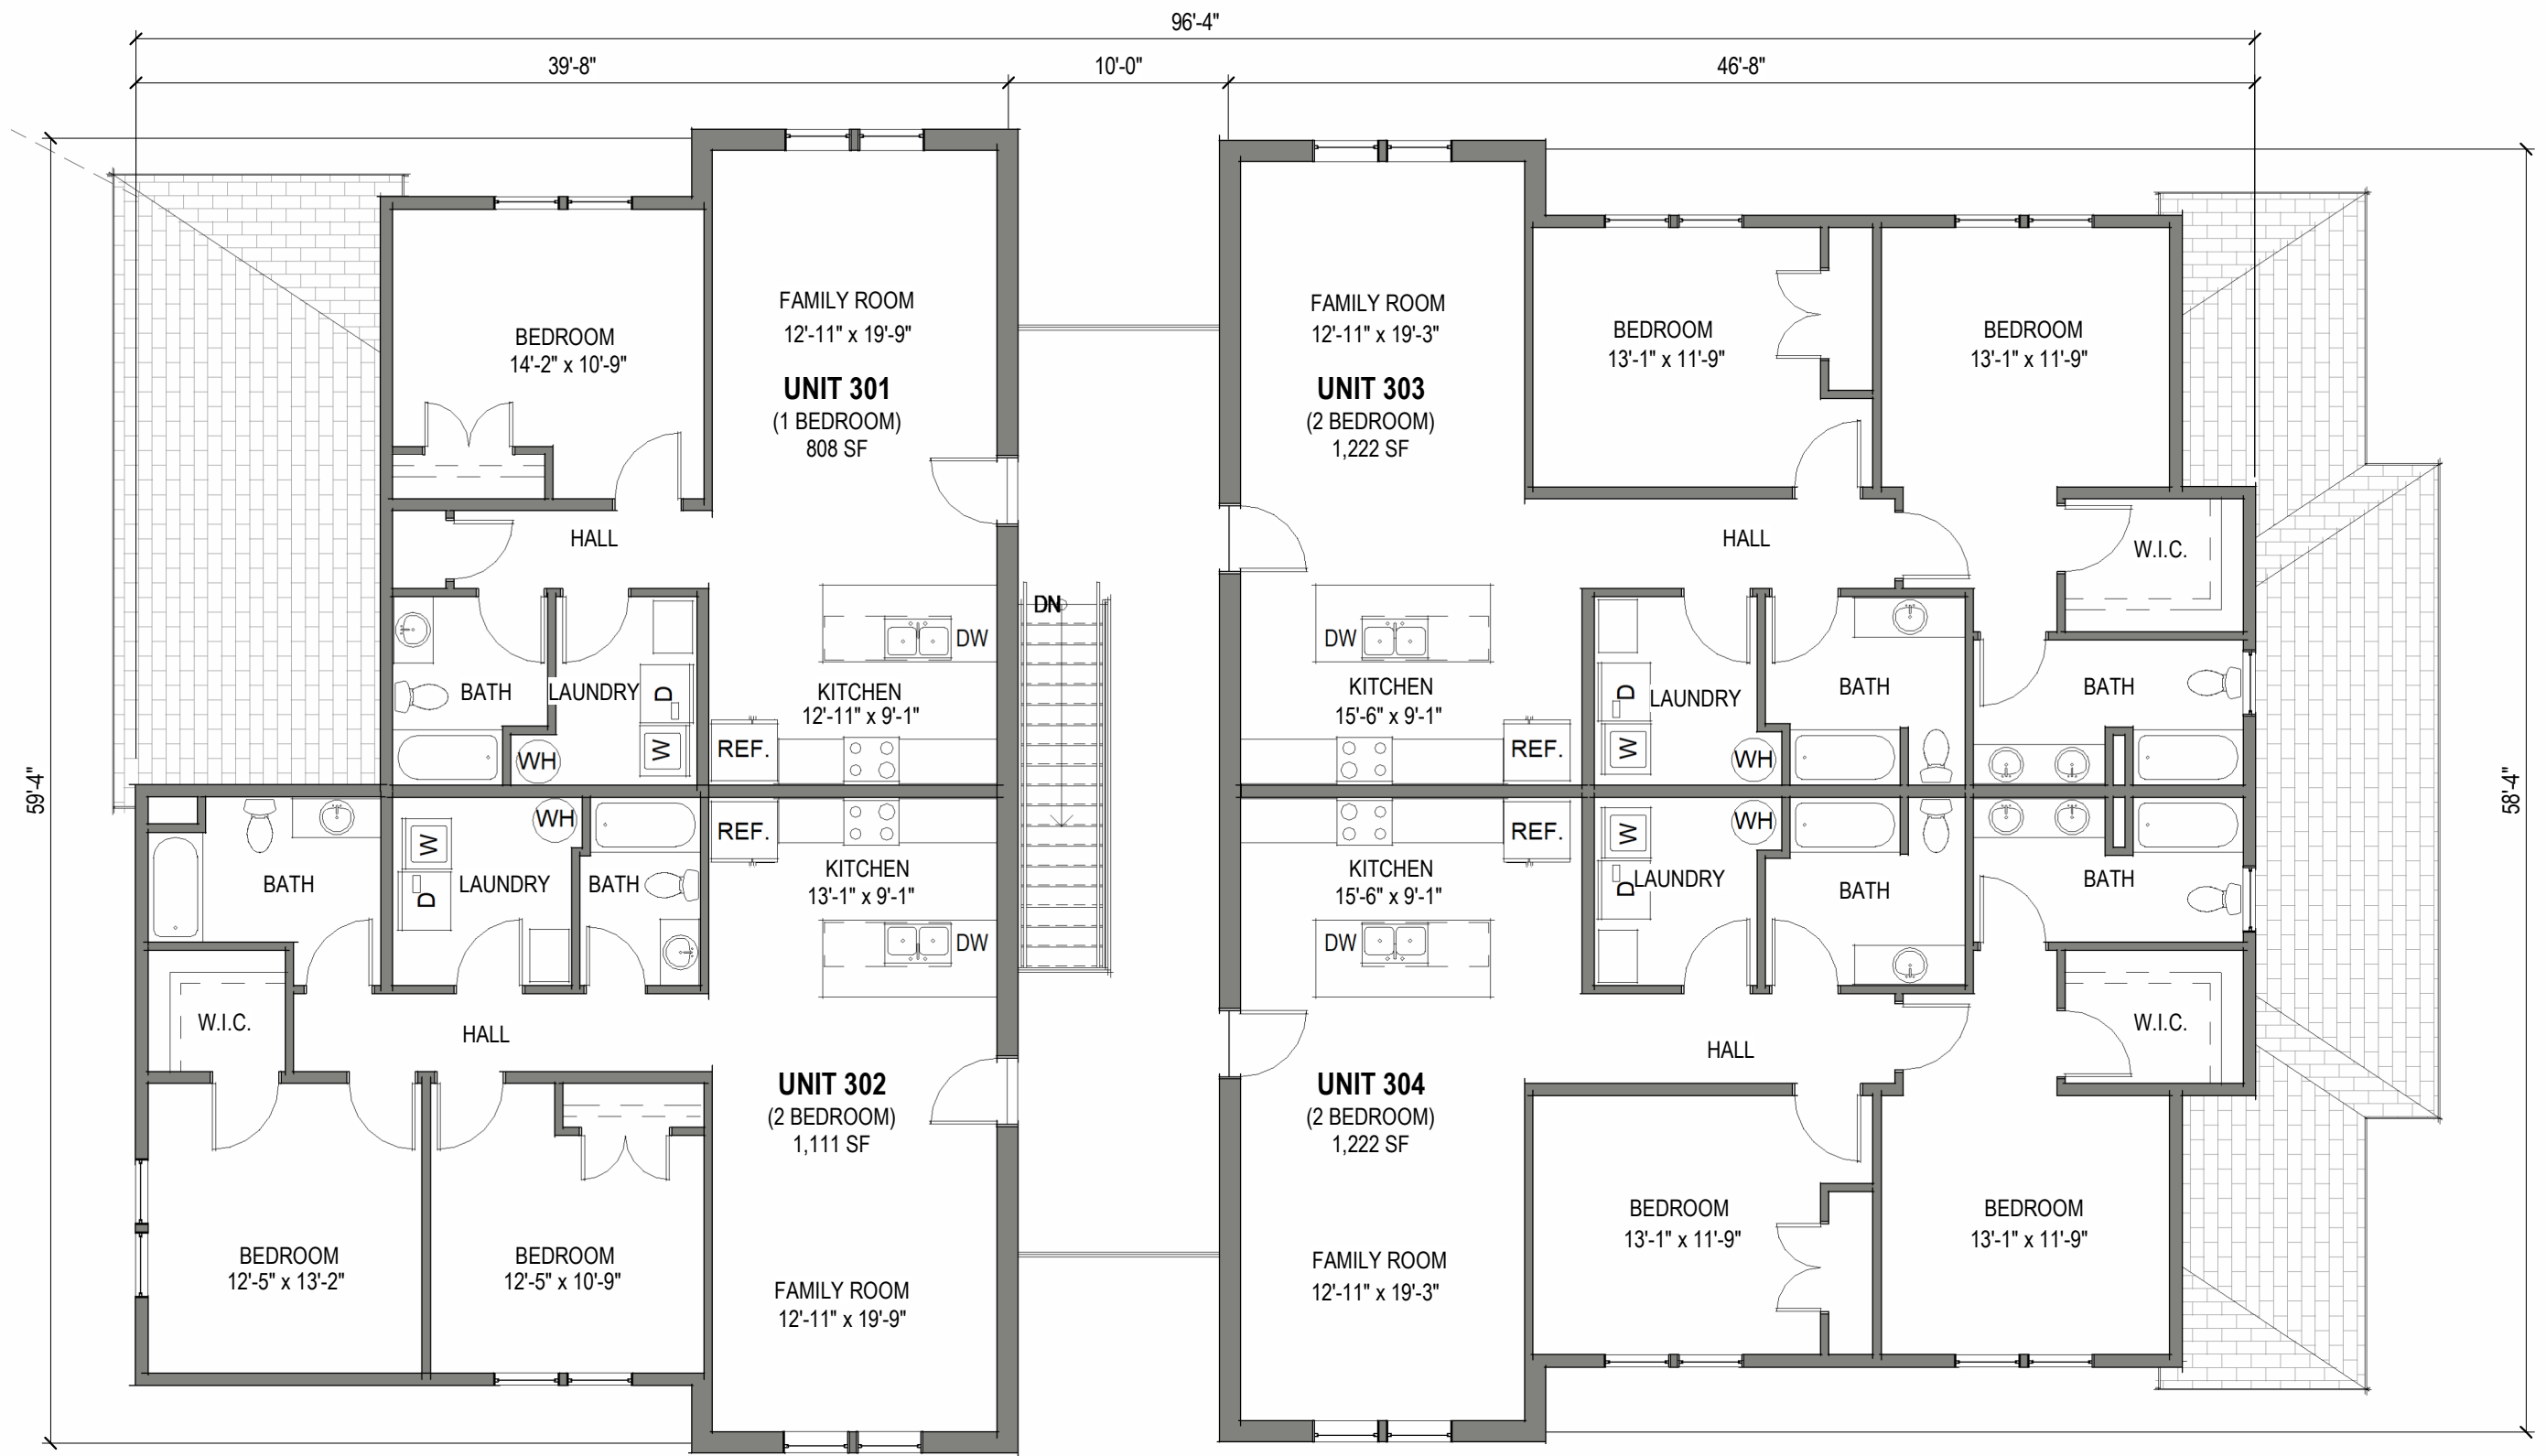 96'-4"
39'-8"
10'-0"
46'-8"
59'-4"
58'-4"
BEDROOM
14'-2" x 10'-9"
FAMILY ROOM
12'-11" x 19'-9"
UNIT 301
(1 BEDROOM)
808 SF
HALL
BATH
LAUNDRY
D
W
WH
REF.
KITCHEN
12'-11" x 9'-1"
DW
DN
FAMILY ROOM
12'-11" x 19'-3"
UNIT 303
(2 BEDROOM)
1,222 SF
BEDROOM
13'-1" x 11'-9"
BEDROOM
13'-1" x 11'-9"
HALL
W.I.C.
DW
KITCHEN
15'-6" x 9'-1"
REF.
D
W
LAUNDRY
WH
BATH
BATH
BATH
W
D
LAUNDRY
WH
BATH
REF.
KITCHEN
13'-1" x 9'-1"
DW
W.I.C.
HALL
UNIT 302
(2 BEDROOM)
1,111 SF
BEDROOM
12'-5" x 13'-2"
BEDROOM
12'-5" x 10'-9"
FAMILY ROOM
12'-11" x 19'-9"
KITCHEN
15'-6" x 9'-1"
REF.
DW
W
D
LAUNDRY
WH
BATH
BATH
HALL
W.I.C.
UNIT 304
(2 BEDROOM)
1,222 SF
BEDROOM
13'-1" x 11'-9"
BEDROOM
13'-1" x 11'-9"
FAMILY ROOM
12'-11" x 19'-3"